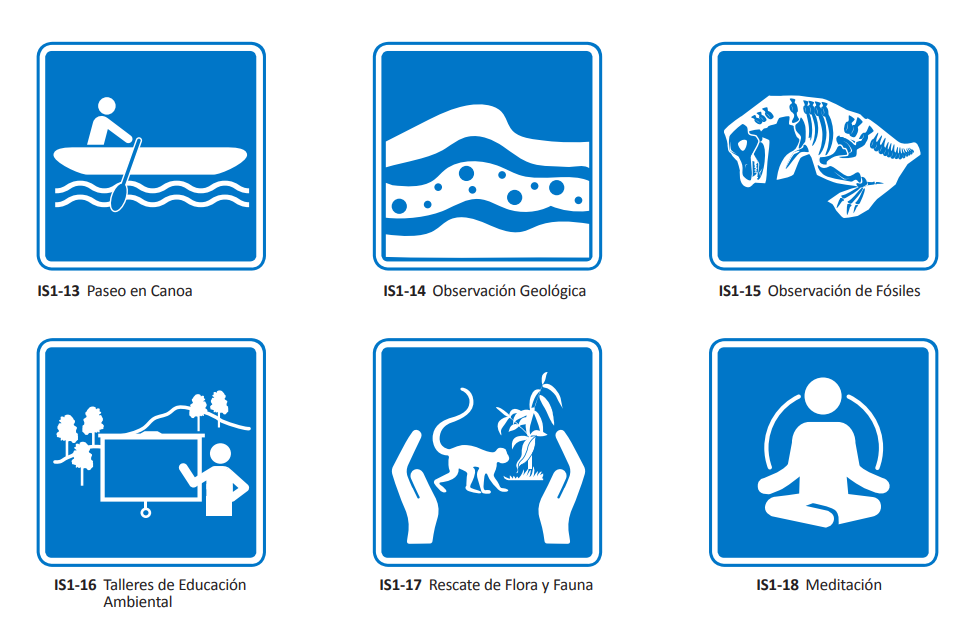 IS1-13 Paseo en Canoa
IS1-14 Observación Geológica
IS1-15 Observación de Fósiles
IS1-16 Talleres de Educación
Ambiental
IS1-17 Rescate de Flora y Fauna
IS1-18 Meditación